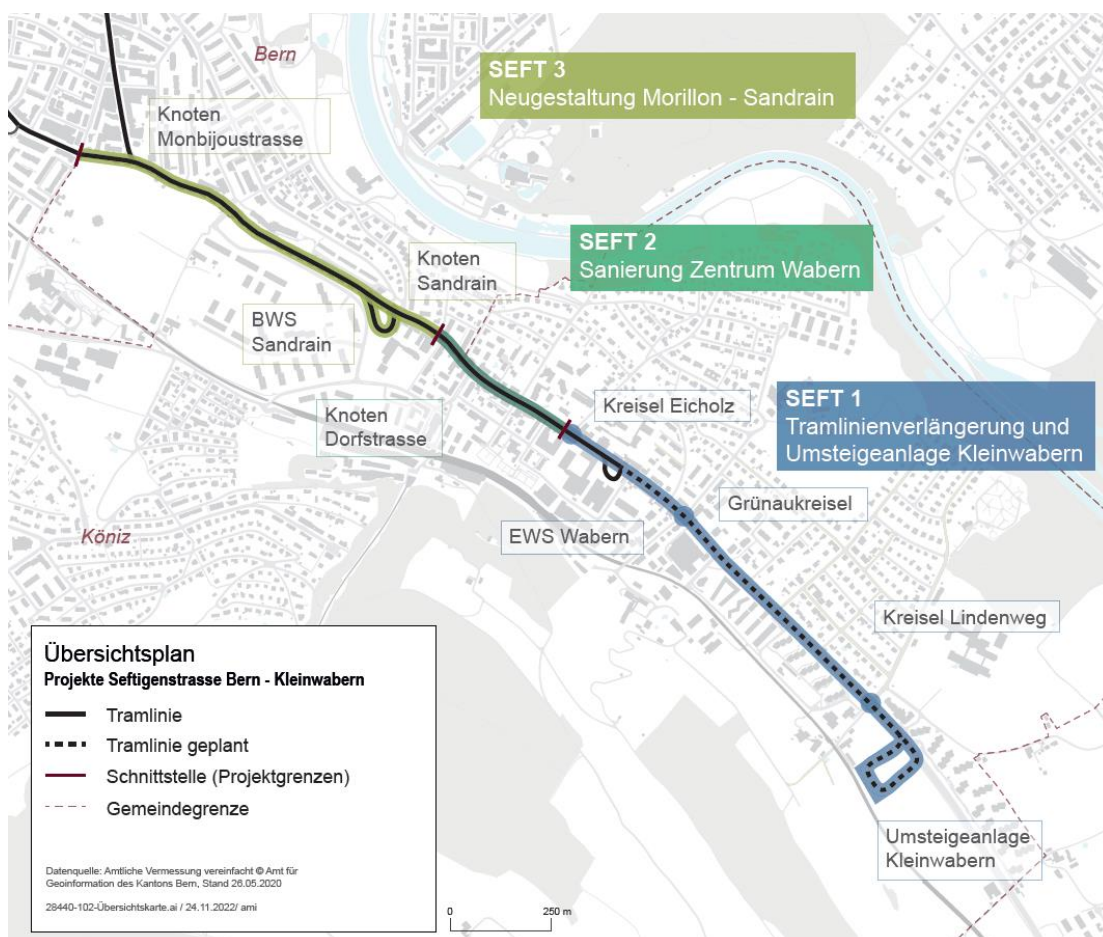 Bern
SEFT 3
Neugestaltung Morillon - Sandrain
Knoten
Monbijoustrasse
SEFT 2
Sanierung Zentrum Wabern
Knoten
Sandrain
BWS
Sandrain
SEFT 1
Tramlinienverlängerung und
Umsteigeanlage Kleinwabern
Kreisel Eicholz
Knoten
Dorfstrasse
Grünaukreisel
EWS Wabern
Köniz
Kreisel Lindenweg
Umsteigeanlage
Kleinwabern
Übersichtsplan
Projekte Seftigenstrasse Bern - Kleinwabern
Tramlinie
Tramlinie geplant
Schnittstelle (Projektgrenzen)
Gemeindegrenze
Datenquelle: Amtliche Vermessung vereinfacht © Amt für
Geoinformation des Kantons Bern, Stand 26.05.2020
28440-102-Übersichtskarte.ai / 24.11.2022/ ami
0 250 m